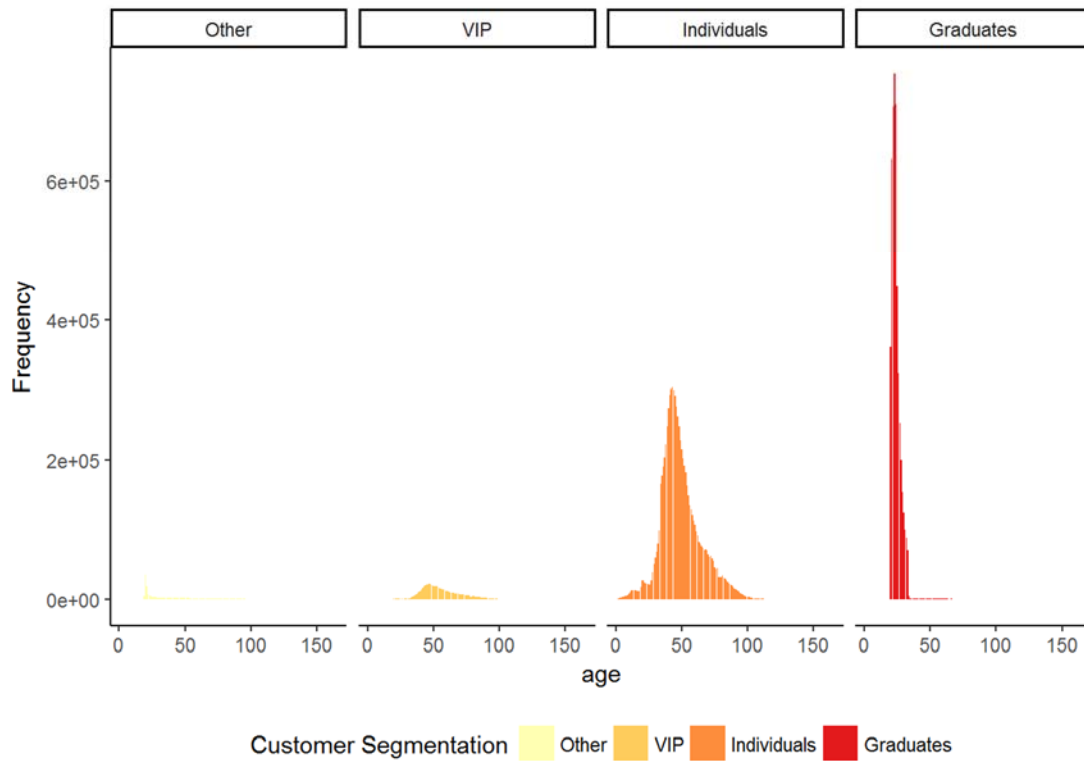 Other VIP Individuals Graduates
6e+05
4e+05
2e+05
0e+00
Frequency
0 50 100 150 0 50 100 150 0 50 100 150 0 50 100 150
age
Customer Segmentation Other VIP Individuals Graduates